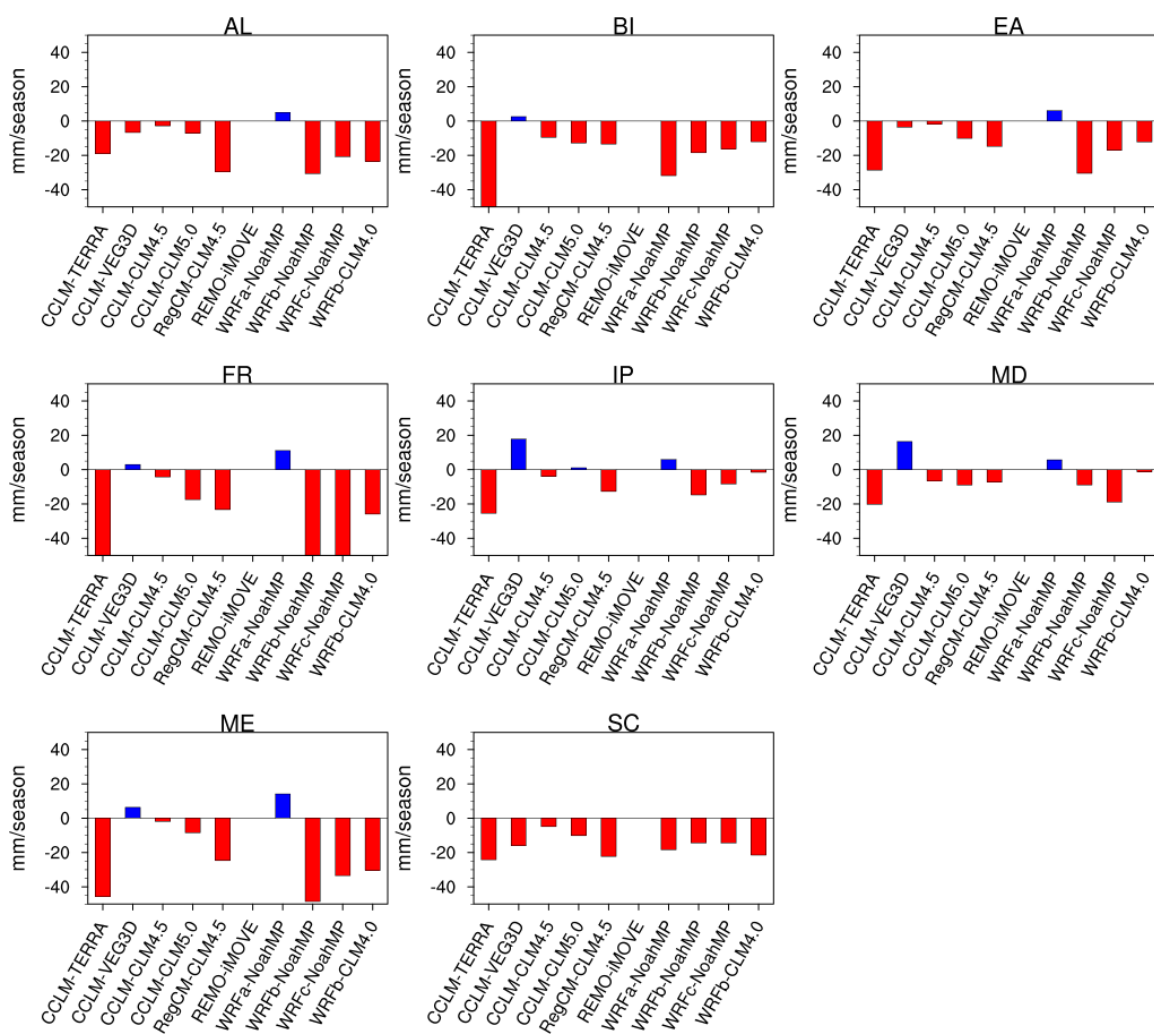 AL
mm/season
40
20
0
-20
-40
CCLM-TERRA
CCLM-VEG3D
CCLM-CLM4.5
CCLM-CLM5.0
RegCM-CLM4.5
REMO-iMOVE
WRFa-NoahMP
WRFb-NoahMP
WRFc-NoahMP
WRFb-CLM4.0
BI
mm/season
40
20
0
-20
-40
CCLM-TERRA
CCLM-VEG3D
CCLM-CLM4.5
CCLM-CLM5.0
RegCM-CLM4.5
REMO-iMOVE
WRFa-NoahMP
WRFb-NoahMP
WRFc-NoahMP
WRFb-CLM4.0
EA
mm/season
40
20
0
-20
-40
CCLM-TERRA
CCLM-VEG3D
CCLM-CLM4.5
CCLM-CLM5.0
RegCM-CLM4.5
REMO-iMOVE
WRFa-NoahMP
WRFb-NoahMP
WRFc-NoahMP
WRFb-CLM4.0
FR
mm/season
40
20
0
-20
-40
CCLM-TERRA
CCLM-VEG3D
CCLM-CLM4.5
CCLM-CLM5.0
RegCM-CLM4.5
REMO-iMOVE
WRFa-NoahMP
WRFb-NoahMP
WRFc-NoahMP
WRFb-CLM4.0
IP
mm/season
40
20
0
-20
-40
CCLM-TERRA
CCLM-VEG3D
CCLM-CLM4.5
CCLM-CLM5.0
RegCM-CLM4.5
REMO-iMOVE
WRFa-NoahMP
WRFb-NoahMP
WRFc-NoahMP
WRFb-CLM4.0
MD
mm/season
40
20
0
-20
-40
CCLM-TERRA
CCLM-VEG3D
CCLM-CLM4.5
CCLM-CLM5.0
RegCM-CLM4.5
REMO-iMOVE
WRFa-NoahMP
WRFb-NoahMP
WRFc-NoahMP
WRFb-CLM4.0
ME
mm/season
40
20
0
-20
-40
CCLM-TERRA
CCLM-VEG3D
CCLM-CLM4.5
CCLM-CLM5.0
RegCM-CLM4.5
REMO-iMOVE
WRFa-NoahMP
WRFb-NoahMP
WRFc-NoahMP
WRFb-CLM4.0
SC
mm/season
40
20
0
-20
-40
CCLM-TERRA
CCLM-VEG3D
CCLM-CLM4.5
CCLM-CLM5.0
RegCM-CLM4.5
REMO-iMOVE
WRFa-NoahMP
WRFb-NoahMP
WRFc-NoahMP
WRFb-CLM4.0